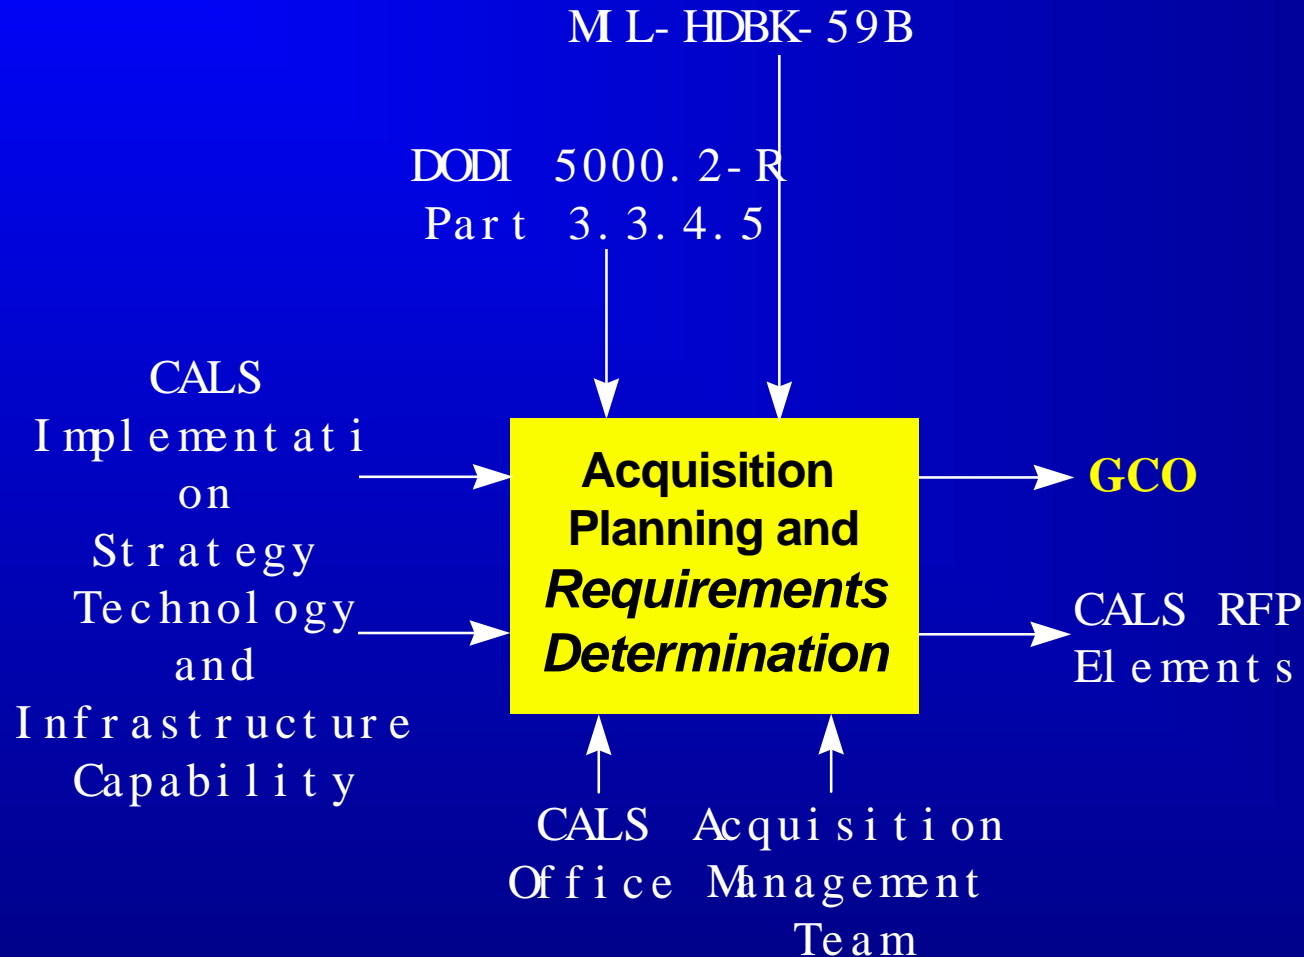 MIL-HDBK-59B
DODI 5000.2-R
Part 3.3.4.5
CALS
Implementati
on
Strategy
Technology
and
Infrastructure
Capability
Acquisition
Planning and
Requirements
Determination
GCO
CALS RFP
Elements
CALS
Office
Acquisition
Management
Team